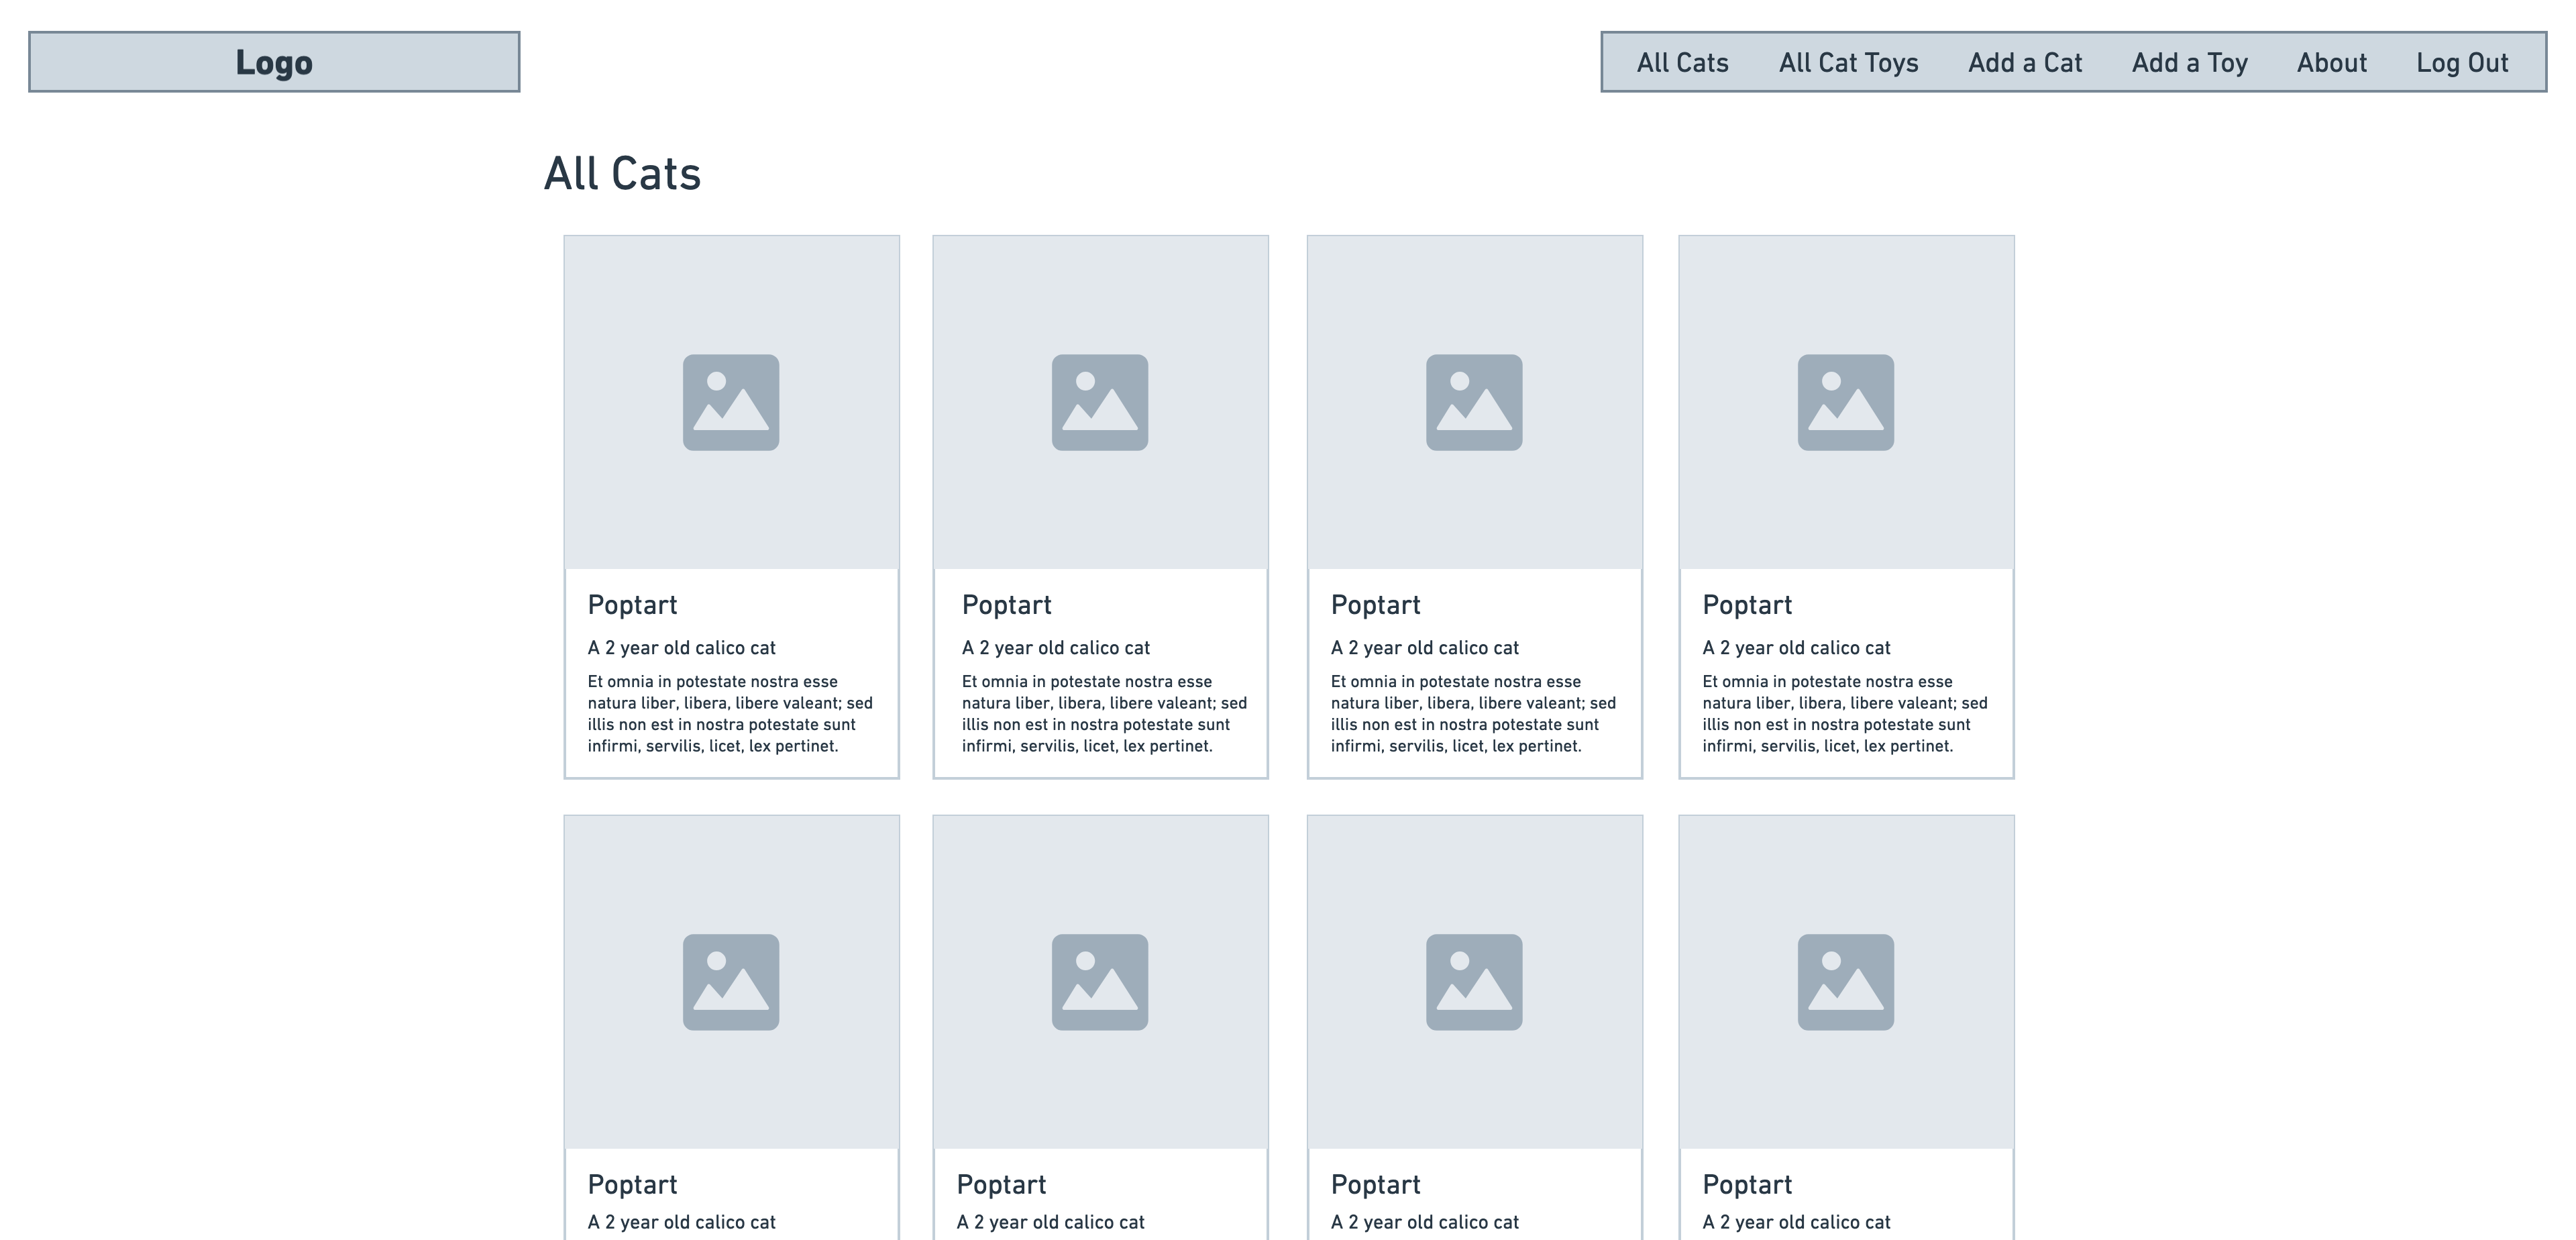 Logo
All Cats All Cat Toys Add a Cat Add a Toy About Log Out
All Cats
Poptart
A 2 year old calico cat
Et omnia in potestate nostra esse
natura liber, libera, libere valeant; sed
illis non est in nostra potestate sunt
infirmi, servilis, licet, lex pertinet.
Poptart
A 2 year old calico cat
Et omnia in potestate nostra esse
natura liber, libera, libere valeant; sed
illis non est in nostra potestate sunt
infirmi, servilis, licet, lex pertinet.
Poptart
A 2 year old calico cat
Et omnia in potestate nostra esse
natura liber, libera, libere valeant; sed
illis non est in nostra potestate sunt
infirmi, servilis, licet, lex pertinet.
Poptart
A 2 year old calico cat
Et omnia in potestate nostra esse
natura liber, libera, libere valeant; sed
illis non est in nostra potestate sunt
infirmi, servilis, licet, lex pertinet.
Poptart
A 2 year old calico cat
Poptart
A 2 year old calico cat
Poptart
A 2 year old calico cat
Poptart
A 2 year old calico cat